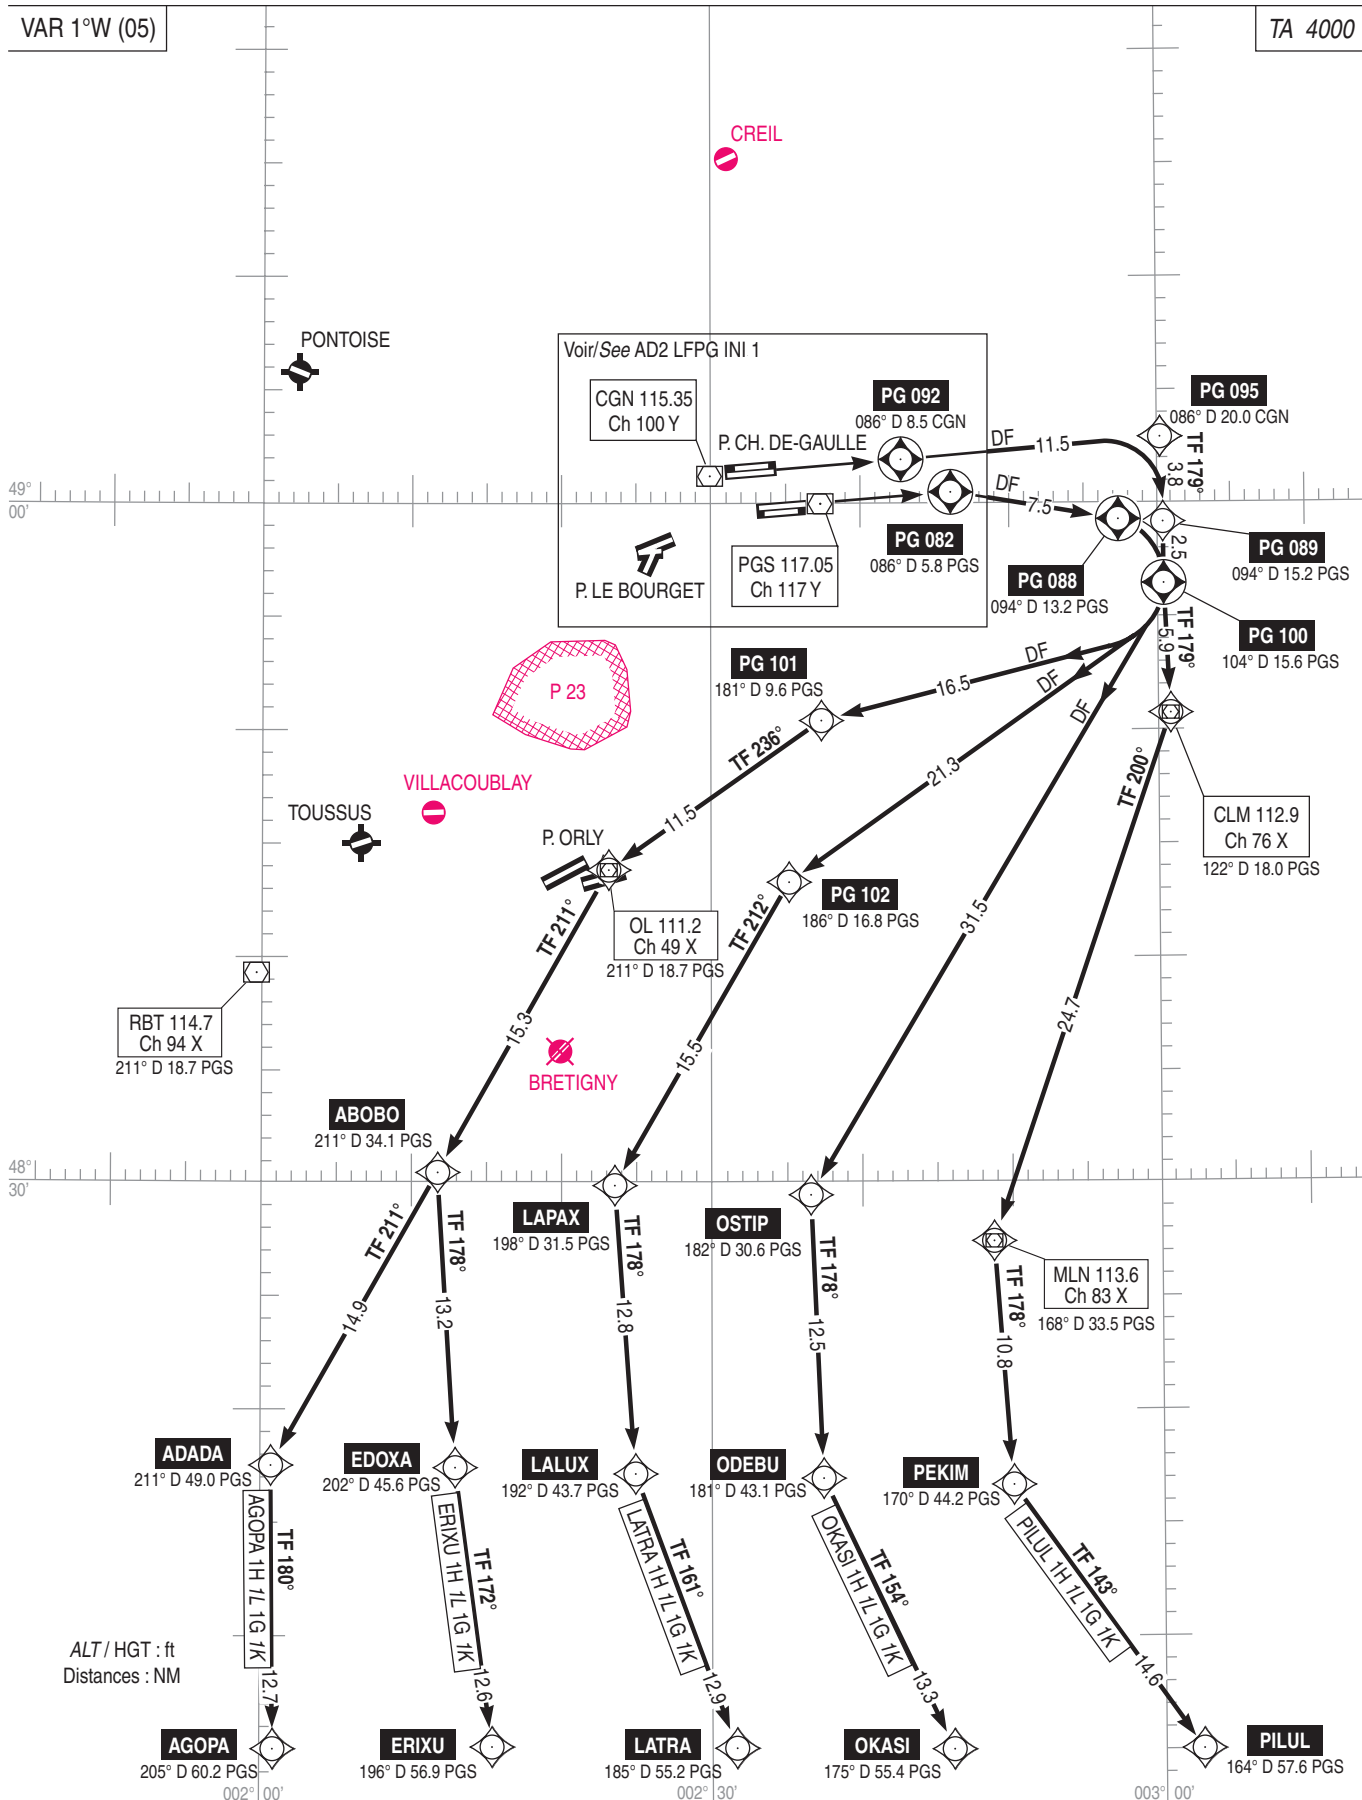 VAR 1°W (05)
TA 4000
CREIL
PONTOISE
Voir/See AD2 LFPG INI 1
CGN 115.35
Ch 100 Y
PG 092
086° D 8.5 CGN
PG 095
086° D 20.0 CGN
P. CH. DE-GAULLE
DF
11.5
TF 179°
3.8
49°
00'
DF
7.5
PG 082
086° D 5.8 PGS
PGS 117.05
Ch 117 Y
P. LE BOURGET
PG 088
094° D 13.2 PGS
2.5
PG 089
094° D 15.2 PGS
PG 100
104° D 15.6 PGS
TF 179°
5.9
PG 101
181° D 9.6 PGS
DF
16.5
DF
DF
P 23
TF 236°
11.5
21.3
TF 200°
VILLACOUBLAY
TOUSSUS
P. ORLY
CLM 112.9
Ch 76 X
122° D 18.0 PGS
PG 102
186° D 16.8 PGS
OL 111.2
Ch 49 X
211° D 18.7 PGS
TF 211°
TF 212°
31.5
24.7
RBT 114.7
Ch 94 X
211° D 18.7 PGS
15.3
15.5
BRETIGNY
ABOBO
211° D 34.1 PGS
48°
30'
LAPAX
198° D 31.5 PGS
OSTIP
182° D 30.6 PGS
TF 211°
TF 178°
TF 178°
TF 178°
MLN 113.6
Ch 83 X
168° D 33.5 PGS
TF 178°
14.9
13.2
12.8
12.5
10.8
ADADA
211° D 49.0 PGS
EDOXA
202° D 45.6 PGS
LALUX
192° D 43.7 PGS
ODEBU
181° D 43.1 PGS
PEKIM
170° D 44.2 PGS
AGOPA 1H 1L 1G 1K
TF 180°
ERIXU 1H 1L 1G 1K
TF 172°
LATRA 1H 1L 1G 1K
TF 161°
OKASI 1H 1L 1G 1K
TF 154°
PILUL 1H 1L 1G 1K
TF 143°
ALT / HGT : ft
Distances : NM
12.7
12.6
12.9
13.3
14.6
AGOPA
205° D 60.2 PGS
ERIXU
196° D 56.9 PGS
LATRA
185° D 55.2 PGS
OKASI
175° D 55.4 PGS
PILUL
164° D 57.6 PGS
002° 00'
002° 30'
003° 00'